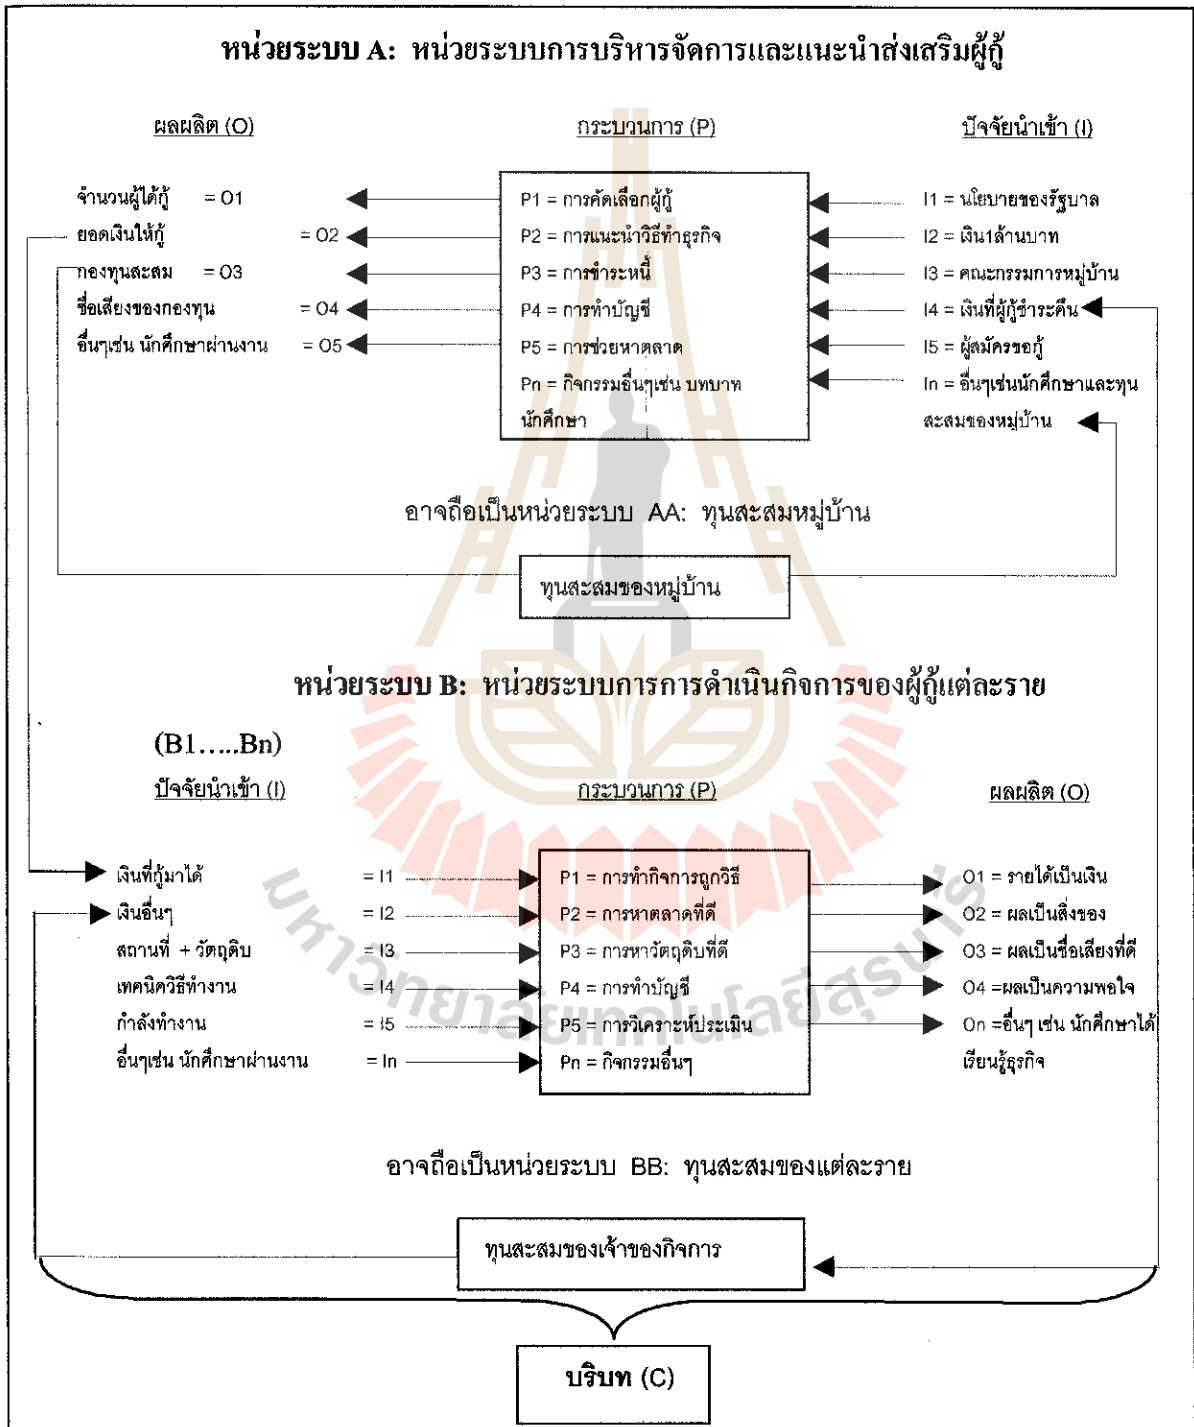 หน่วยระบบ A: หน่วยระบบการบริหารจัดการและแนะนำส่งเสริมผู้กู้
ผลผลิต (O) กระบวนการ (P) ปัจจัยนำเข้า (I)
จำนวนผู้ได้กู้ = O1 P1 = การคัดเลือกผู้กู้ I1 = นโยบายของรัฐบาล
ยอดเงินให้กู้ = O2 P2 = การแนะนำวิธีทำธุรกิจ I2 = เงิน1ล้านบาท
กองทุนสะสม = O3 P3 = การชำระหนี้ I3 = คณะกรรมการหมู่บ้าน
ชื่อเสียงของกองทุน = O4 P4 = การทำบัญชี I4 = เงินที่ผู้กู้ชำระคืน
อื่นๆเช่น นักศึกษาผ่านงาน = O5 P5 = การช่วยหาตลาด I5 = ผู้สมัครขอกู้
Pn = กิจกรรมอื่นๆเช่น บทบาท In = อื่นๆเช่นนักศึกษาและทุน
นักศึกษา สะสมของหมู่บ้าน
อาจถือเป็นหน่วยระบบ AA: ทุนสะสมหมู่บ้าน
ทุนสะสมของหมู่บ้าน
หน่วยระบบ B: หน่วยระบบการการดำเนินกิจการของผู้กู้แต่ละราย
(B1.....Bn)
ปัจจัยนำเข้า (I) กระบวนการ (P) ผลผลิต (O)
เงินที่กู้มาได้ = I1 P1 = การทำกิจการถูกวิธี O1 = รายได้เป็นเงิน
เงินอื่นๆ = I2 P2 = การหาตลาดที่ดี O2 = ผลเป็นสิ่งของ
สถานที่ + วัตถุดิบ = I3 P3 = การหาวัตถุดิบที่ดี O3 = ผลเป็นชื่อเสียงที่ดี
เทคนิควิธีทำงาน = I4 P4 = การทำบัญชี O4 =ผลเป็นความพอใจ
กำลังทำงาน = I5 P5 = การวิเคราะห์ประเมิน On =อื่นๆ เช่น นักศึกษาได้
อื่นๆเช่น นักศึกษาผ่านงาน = In Pn = กิจกรรมอื่นๆ เรียนรู้ธุรกิจ
มหาวิทยาลัยเทคโนโลยีสุรนารี
อาจถือเป็นหน่วยระบบ BB: ทุนสะสมของแต่ละราย
ทุนสะสมของเจ้าของกิจการ
บริบท (C)